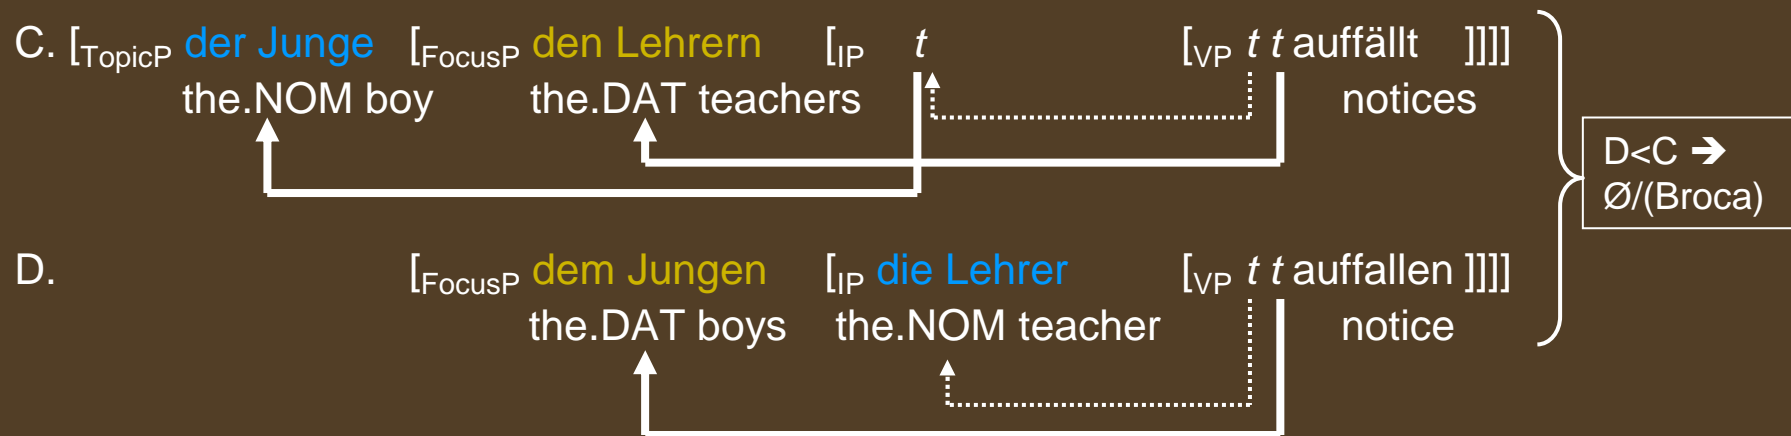 C. [TopicP der Junge [FocusP den Lehrern [IP t [VP t t auffällt ]]]]
the.NOM boy the.DAT teachers notices
D<C ➔
Ø/(Broca)
D. [FocusP dem Jungen [IP die Lehrer [VP t t auffallen ]]]]
the.DAT boys the.NOM teacher notice